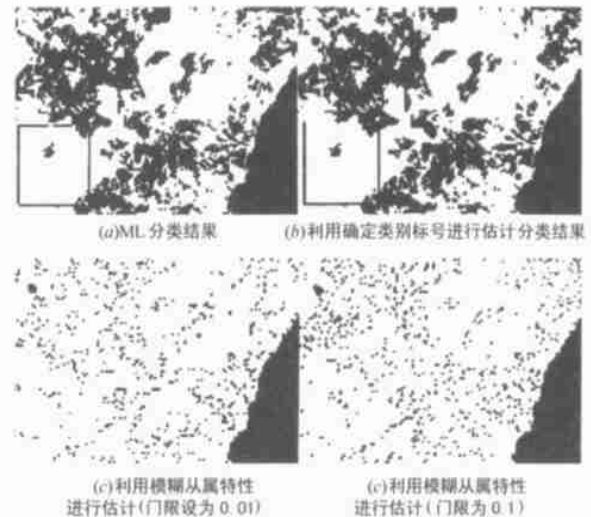 (a)ML 分类结果
(b)利用确定类别标号进行估计分类结果
(c)利用模糊从属特性
进行估计(门限设为 0.01)
(c)利用模糊从属特性
进行估计(门限为 0.1)